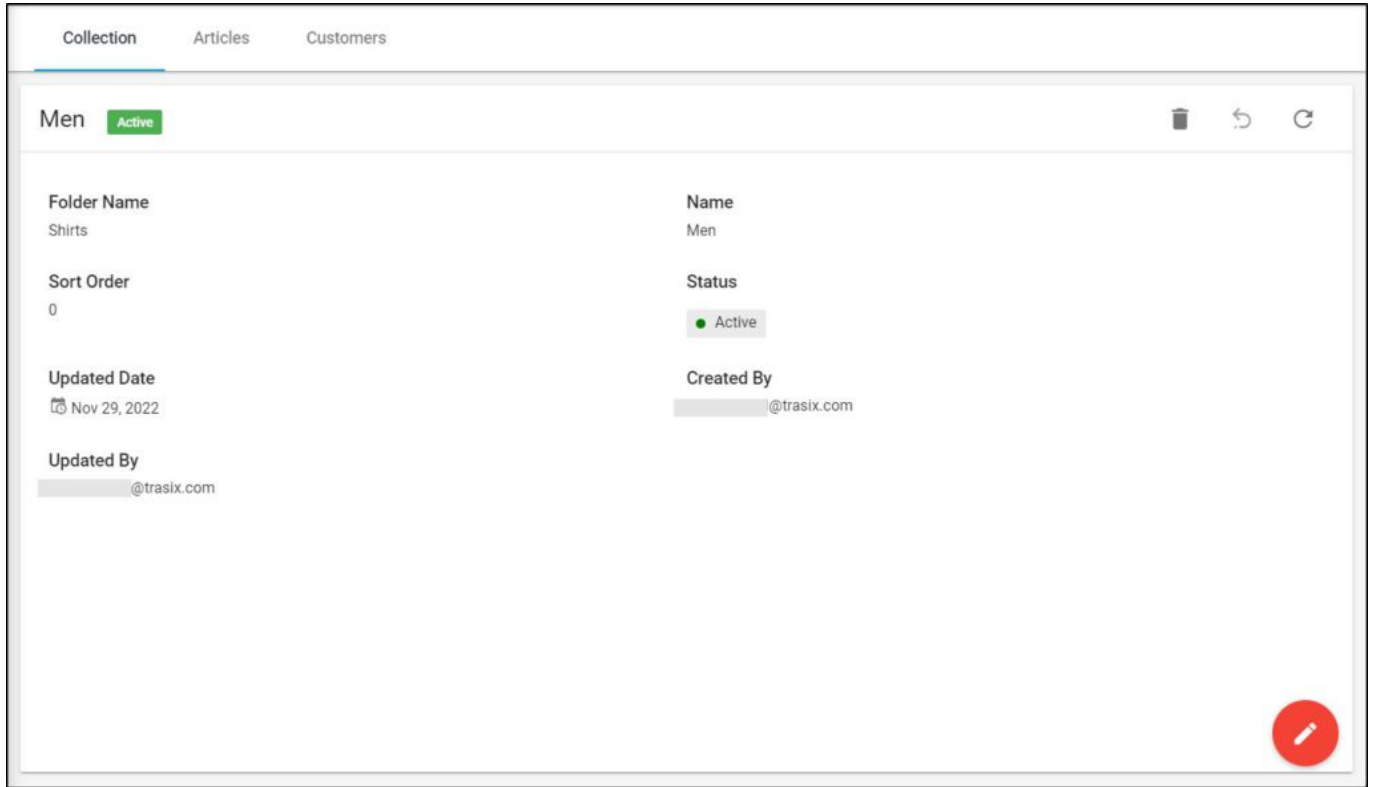 Collection Articles Customers
Men Active
Folder Name
Shirts
Name
Men
Sort Order
0
Status
Active
Updated Date
Nov 29, 2022
Created By
@trasix.com
Updated By
@trasix.com